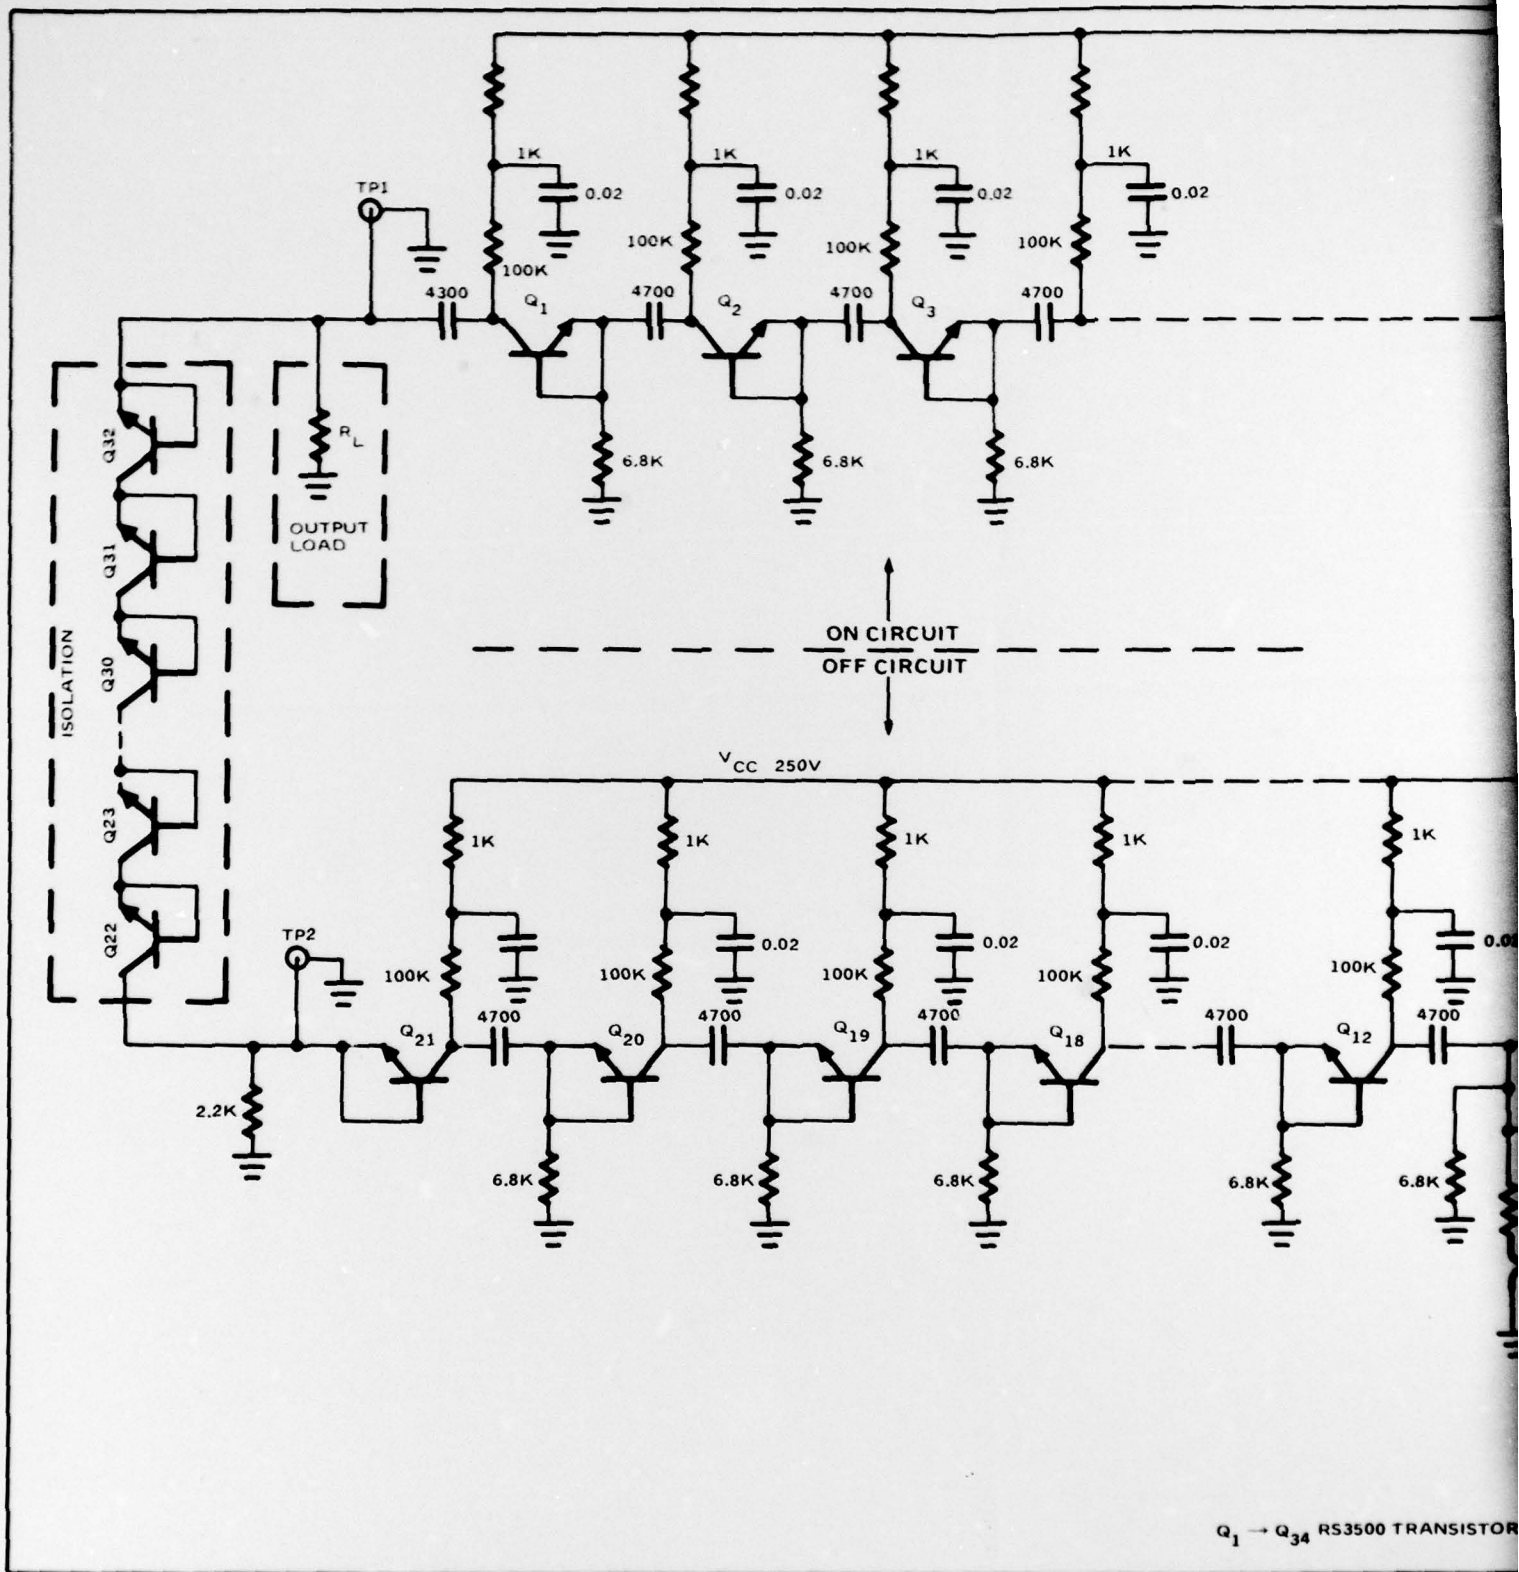 1K
1K
1K
1K
TP1
0.02
0.02
0.02
0.02
100K
100K
100K
100K
4300
Q1
4700
Q2
4700
Q3
4700
Q32
RL
6.8K
6.8K
6.8K
OUTPUT
LOAD
Q31
ISOLATION
Q30
ON CIRCUIT
OFF CIRCUIT
VCC 250V
Q23
1K
1K
1K
1K
1K
Q22
TP2
100K
100K
0.02
100K
0.02
100K
0.02
100K
Q21
4700
Q20
4700
Q19
4700
Q18
4700
Q12
4700
2.2K
6.8K
6.8K
6.8K
6.8K
6.8K
Q1 → Q34 RS3500 TRANSISTOR